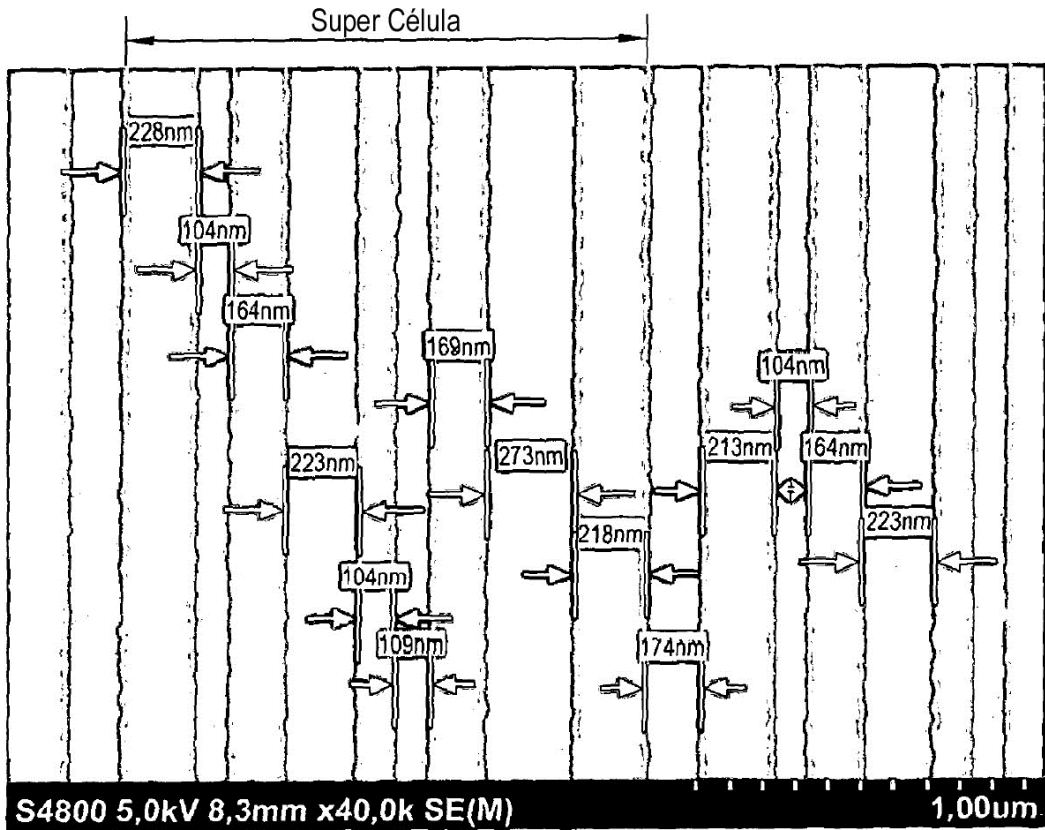 Super Célula
228nm
104nm
164nm
169nm
104nm
223nm
273nm
213nm
164nm
218nm
223nm
104nm
109nm
174nm
S4800 5,0kV 8,3mm x40,0k SE(M)
1,00um